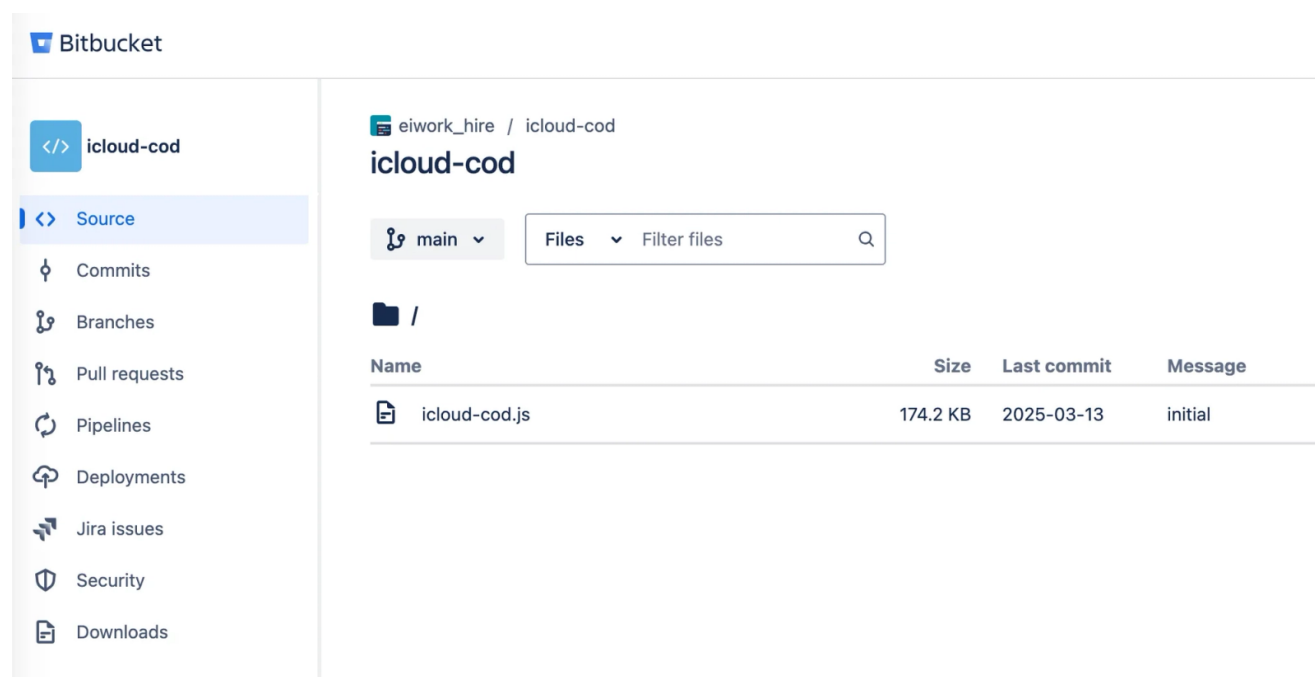 Bitbucket
icloud-cod
Source
Commits
Branches
Pull requests
Pipelines
Deployments
Jira issues
Security
Downloads
eiwork_hire / icloud-cod
icloud-cod
main Files Filter files
/
Name Size Last commit Message
icloud-cod.js 174.2 KB 2025-03-13 initial